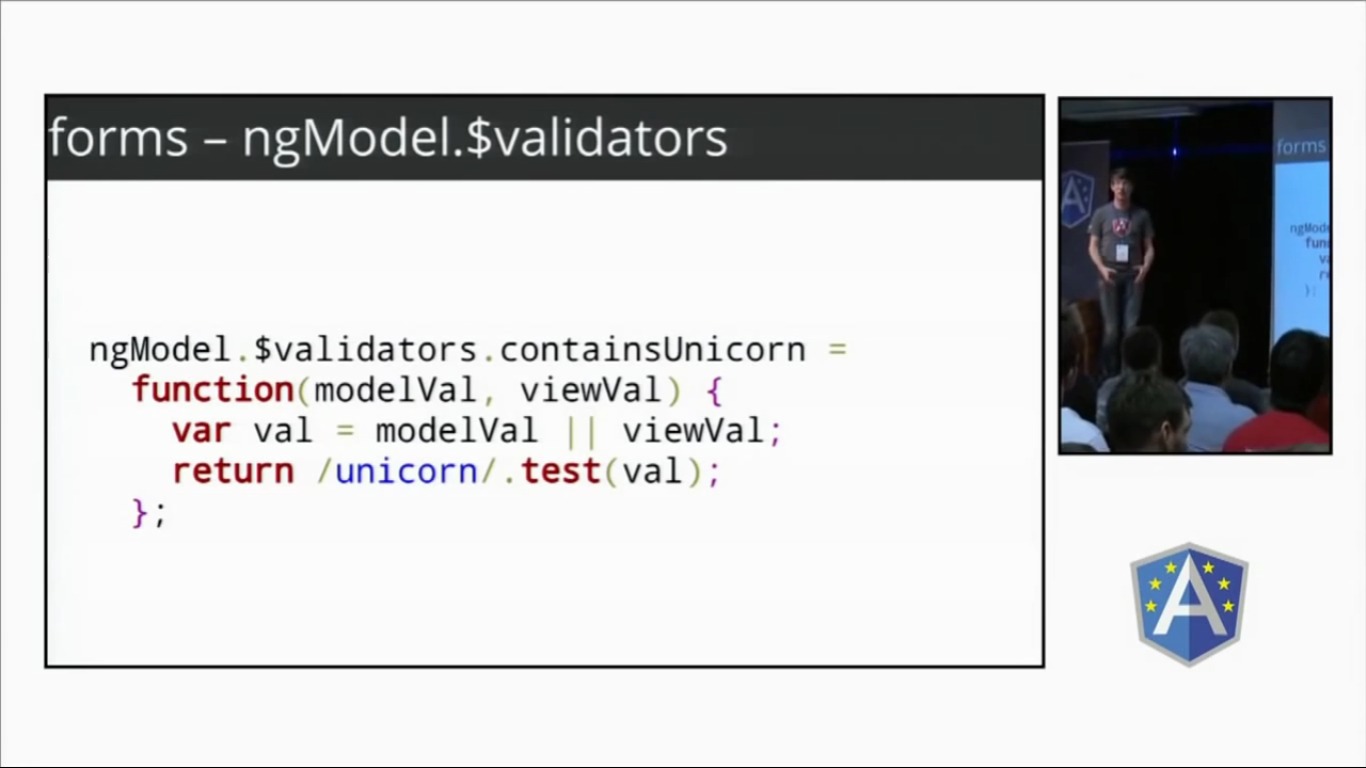 forms – ngModel.$validators
ngModel.$validators.containsUnicorn =
function(modelVal, viewVal) {
var val = modelVal || viewVal;
return /unicorn/.test(val);
};
forms
ngMode
fun
va
re
};
A
A